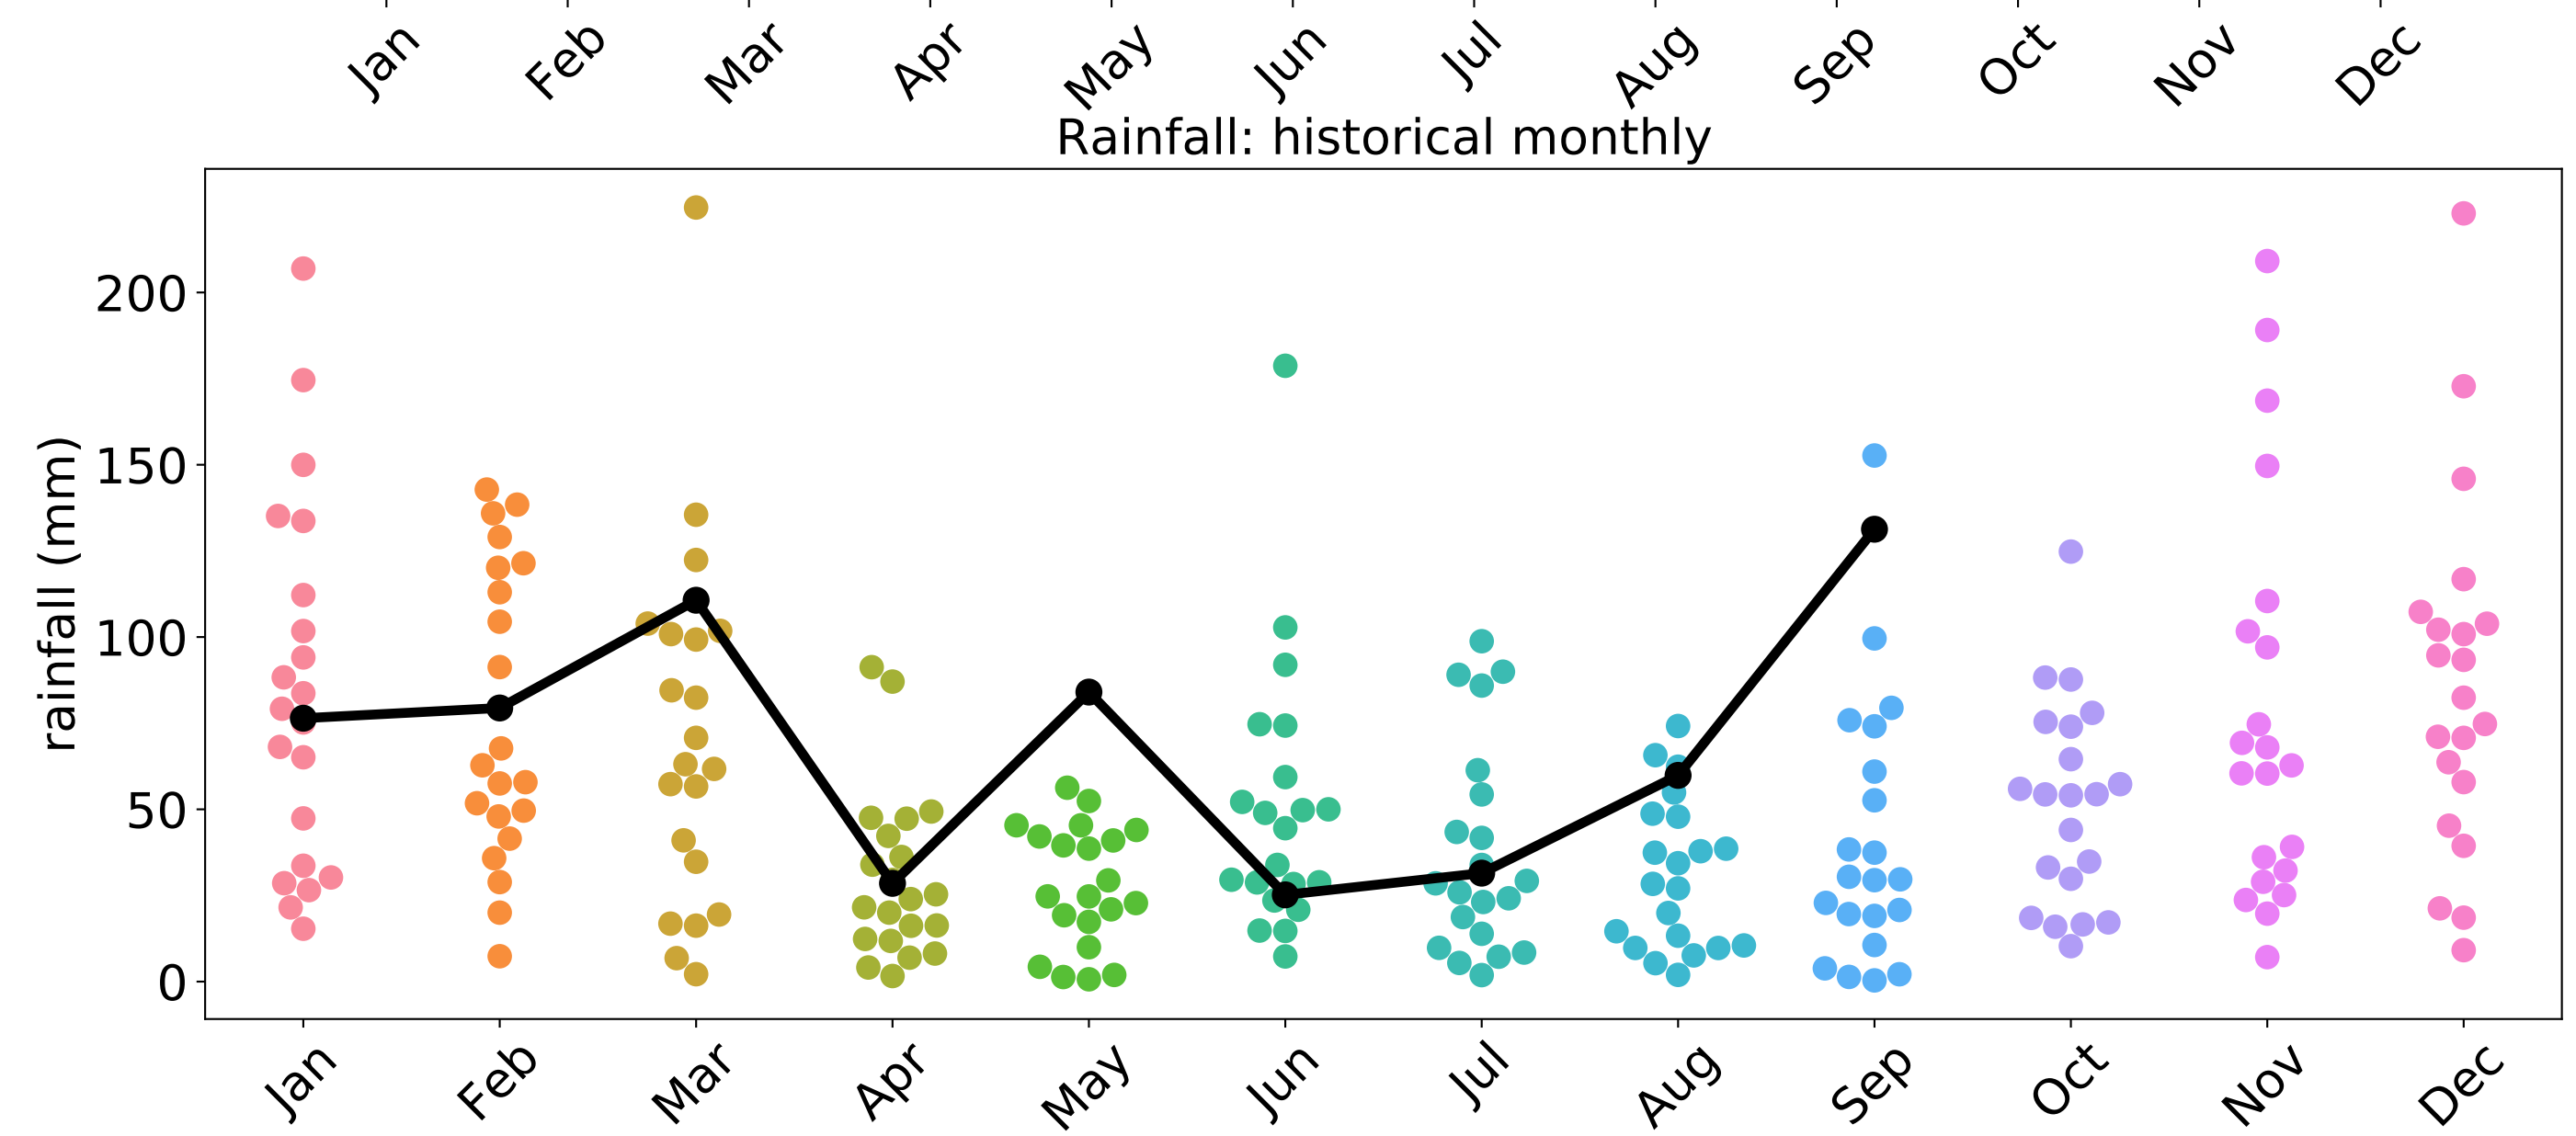 Jan Feb Mar Apr May Jun Jul Aug Sep Oct Nov Dec
Rainfall: historical monthly
rainfall (mm)
200
150
100
50
0
Jan Feb Mar Apr May Jun Jul Aug Sep Oct Nov Dec